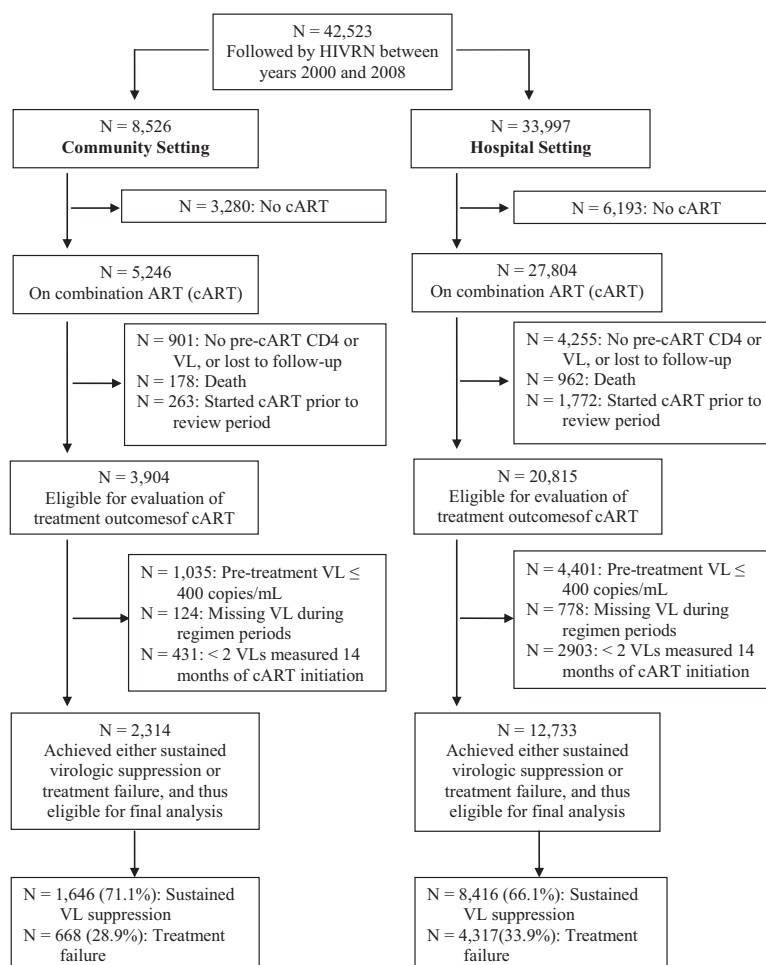 N = 42,523
Followed by HIVRN between
years 2000 and 2008
N = 8,526
Community Setting
N = 33,997
Hospital Setting
N = 3,280: No cART
N = 6,193: No cART
N = 5,246
On combination ART (cART)
N = 27,804
On combination ART (cART)
N = 901: No pre-cART CD4 or
VL, or lost to follow-up
N = 178: Death
N = 263: Started cART prior to
review period
N = 4,255: No pre-cART CD4 or
VL, or lost to follow-up
N = 962: Death
N = 1,772: Started cART prior to
review period
N = 3,904
Eligible for evaluation of
treatment outcomesof cART
N = 20,815
Eligible for evaluation of
treatment outcomesof cART
N = 1,035: Pre-treatment VL ≤
400 copies/mL
N = 124: Missing VL during
regimen periods
N = 431: < 2 VLs measured 14
months of cART initiation
N = 4,401: Pre-treatment VL ≤
400 copies/mL
N = 778: Missing VL during
regimen periods
N = 2903: < 2 VLs measured 14
months of cART initiation
N = 2,314
Achieved either sustained
virologic suppression or
treatment failure, and thus
eligible for final analysis
N = 12,733
Achieved either sustained
virologic suppression or
treatment failure, and thus
eligible for final analysis
N = 1,646 (71.1%): Sustained
VL suppression
N = 668 (28.9%): Treatment
failure
N = 8,416 (66.1%): Sustained
VL suppression
N = 4,317(33.9%): Treatment
failure